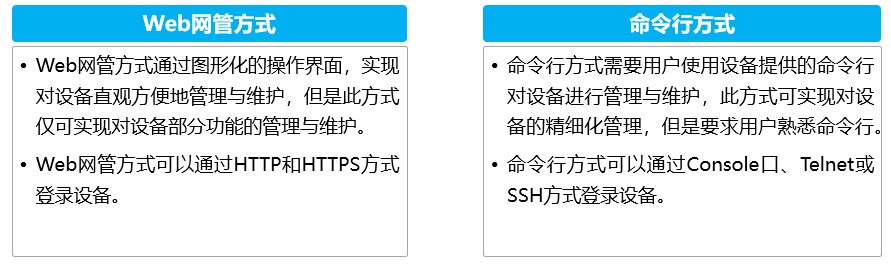 Web网管方式
• Web网管方式通过图形化的操作界面，实现
对设备直观方便地管理与维护，但是此方式
仅可实现对设备部分功能的管理与维护。
• Web网管方式可以通过HTTP和HTTPS方式
登录设备。
命令行方式
• 命令行方式需要用户使用设备提供的命令行
对设备进行管理与维护，此方式可实现对设
备的精细化管理，但是要求用户熟悉命令行。
• 命令行方式可以通过Console口、Telnet或
SSH方式登录设备。